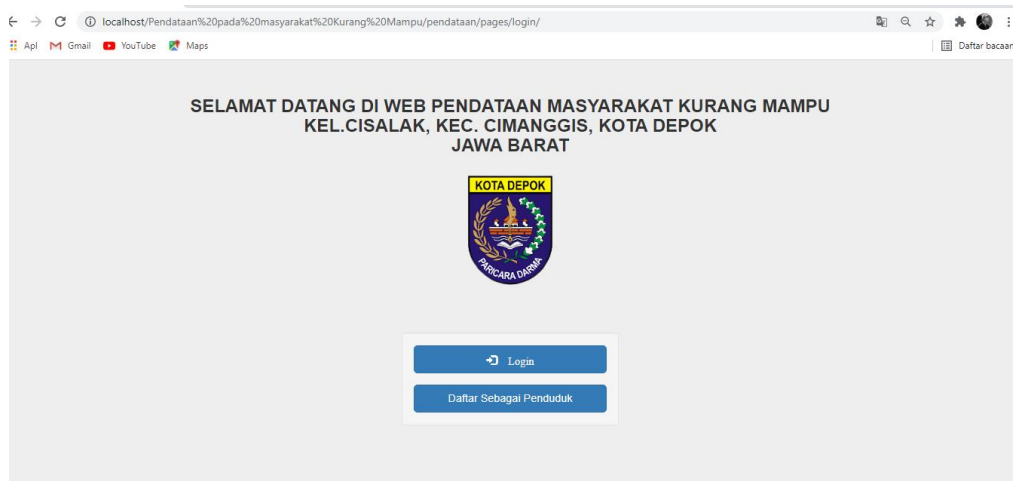 localhost/Pendataan%20pada%20masyarakat%20Kurang%20Mampu/pendataan/pages/login/
Apl Gmail YouTube Maps Daftar bacaan
SELAMAT DATANG DI WEB PENDATAAN MASYARAKAT KURANG MAMPU
KEL.CISALAK, KEC. CIMANGGIS, KOTA DEPOK
JAWA BARAT
KOTA DEPOK
PARICARA DARMA
Login
Daftar Sebagai Penduduk